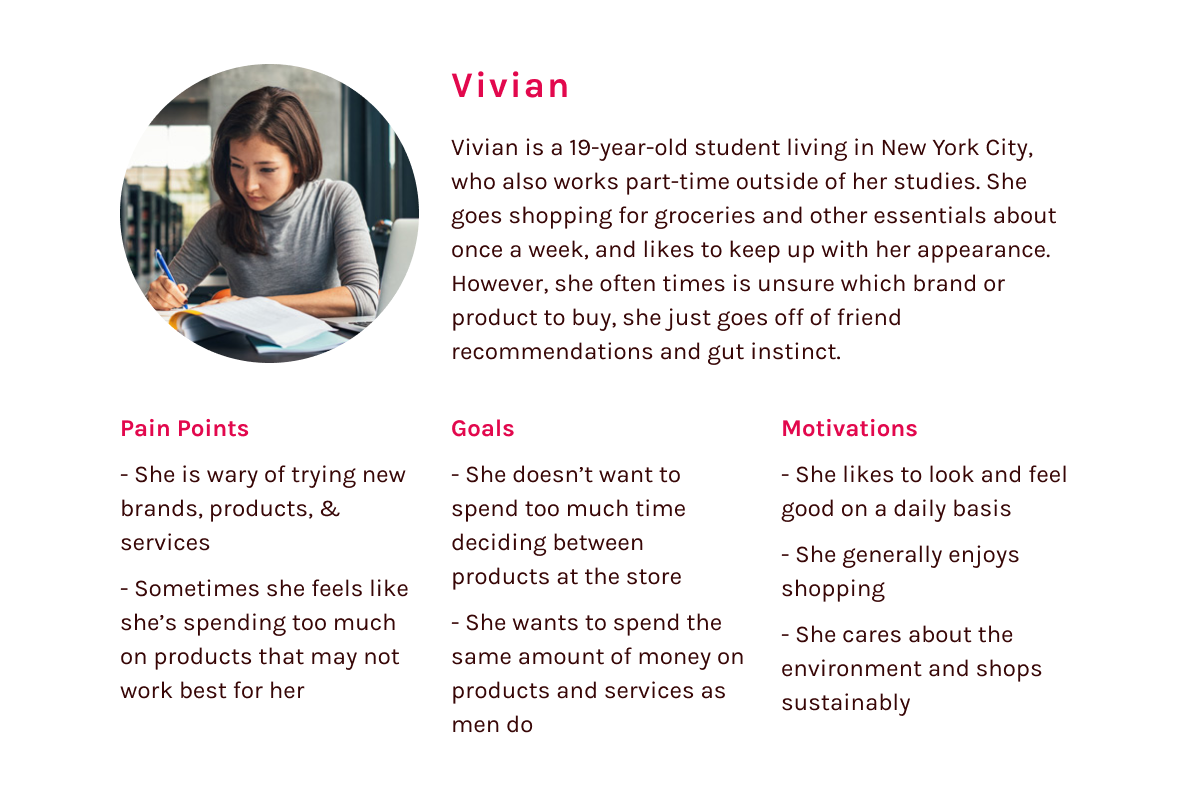 Vivian
Vivian is a 19-year-old student living in New York City,
who also works part-time outside of her studies. She
goes shopping for groceries and other essentials about
once a week, and likes to keep up with her appearance.
However, she often times is unsure which brand or
product to buy, she just goes off of friend
recommendations and gut instinct.
Pain Points
- She is wary of trying new
brands, products, &
services
- Sometimes she feels like
she’s spending too much
on products that may not
work best for her
Goals
- She doesn’t want to
spend too much time
deciding between
products at the store
- She wants to spend the
same amount of money on
products and services as
men do
Motivations
- She likes to look and feel
good on a daily basis
- She generally enjoys
shopping
- She cares about the
environment and shops
sustainably